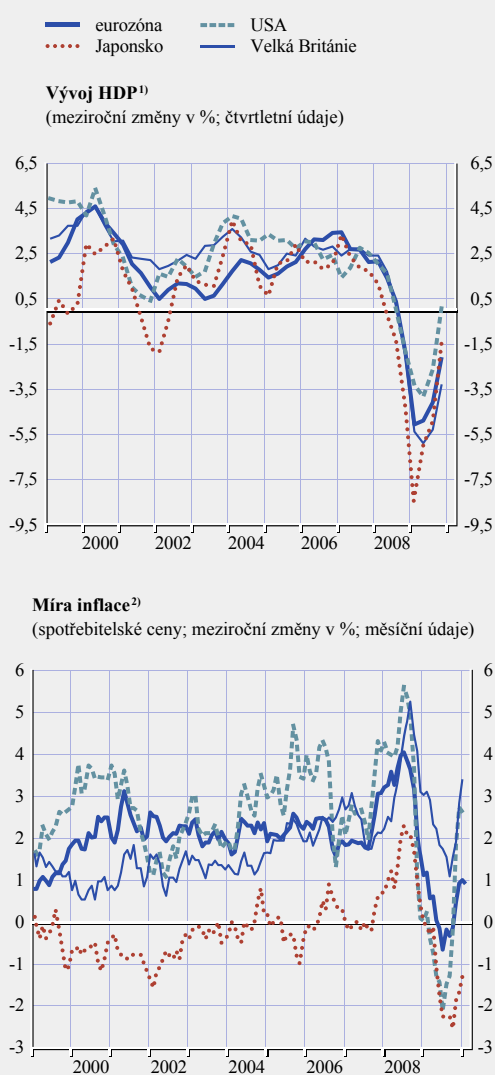 eurozóna USA
Japonsko Velká Británie
Vývoj HDP1)
(meziroční změny v %; čtvrtletní údaje)
6,5 6,5
4,5 4,5
2,5 2,5
0,5 0,5
-1,5 -1,5
-3,5 -3,5
-5,5 -5,5
-7,5 -7,5
-9,5 -9,5
2000 2002 2004 2006 2008
Míra inflace2)
(spotřebitelské ceny; meziroční změny v %; měsíční údaje)
6 6
5 5
4 4
3 3
2 2
1 1
0 0
-1 -1
-2 -2
-3 -3
2000 2002 2004 2006 2008